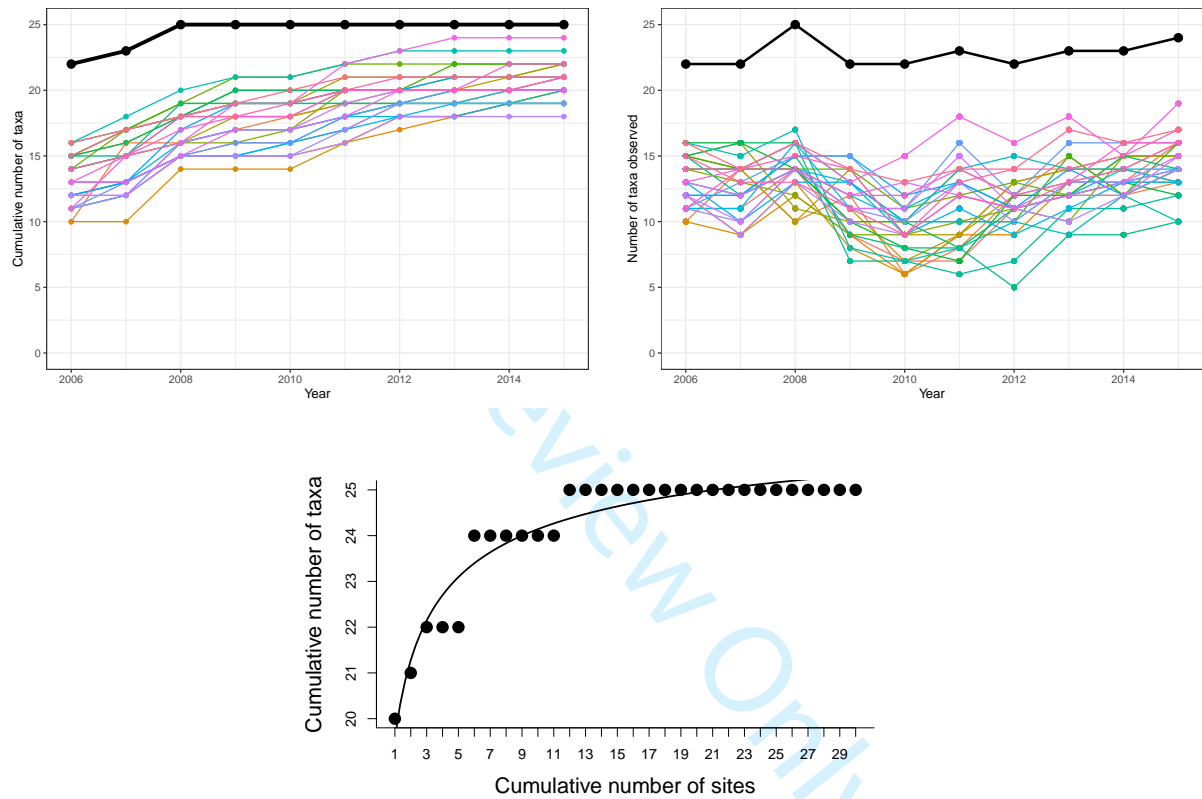 Cumulative number of taxa
25
20
15
10
5
0
2006 2008 2010 2012 2014
Year
Number of taxa observed
25
20
15
10
5
0
2006 2008 2010 2012 2014
Year
eview Only
Cumulative number of taxa
25
24
23
22
21
20
1 3 5 7 9 11 13 15 17 19 21 23 25 27 29
Cumulative number of sites